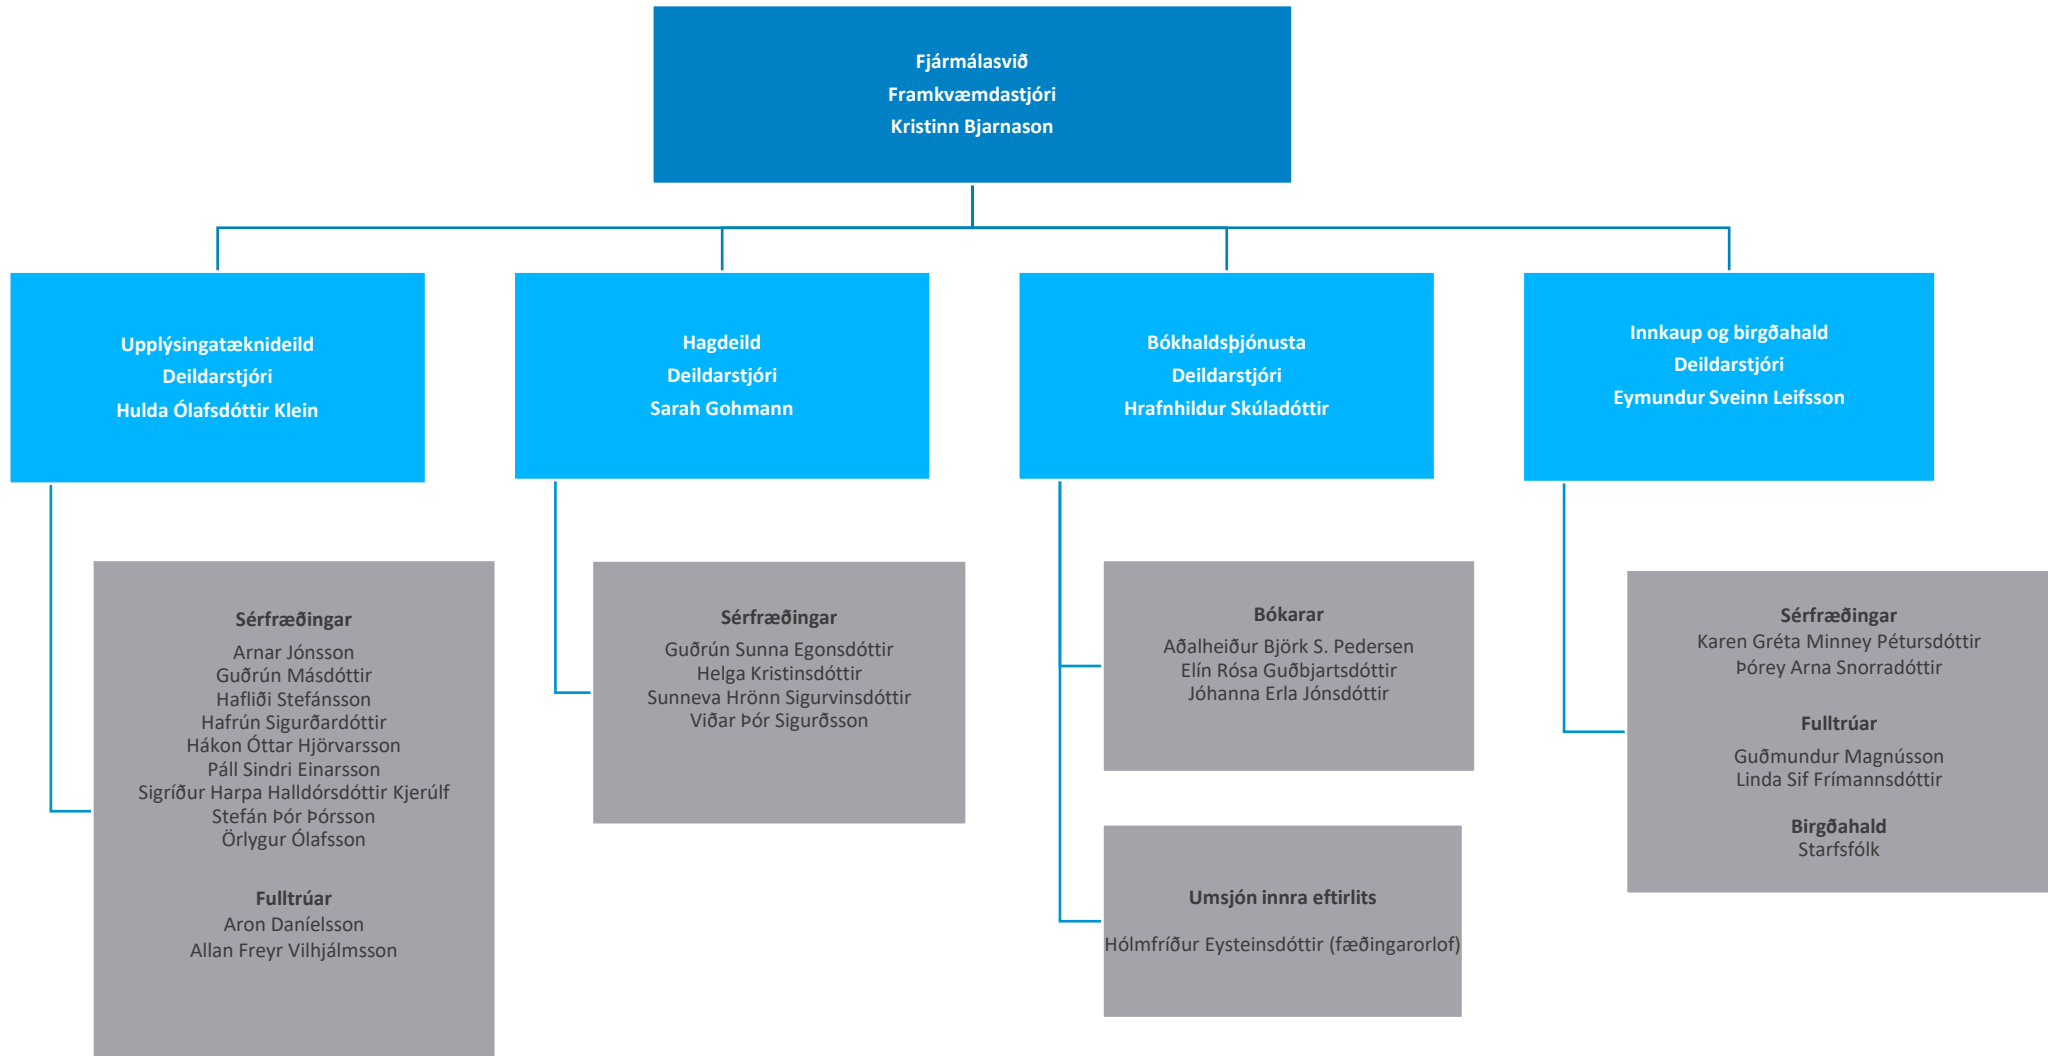 Fjármálasvið
Framkvæmdastjóri
Kristinn Bjarnason
Upplýsingatæknideild
Deildarstjóri
Hulda Ólafsdóttir Klein
Hagdeild
Deildarstjóri
Sarah Gohmann
Bókhaldsþjónusta
Deildarstjóri
Hrafnhildur Skúladóttir
Innkaup og birgðahald
Deildarstjóri
Eymundur Sveinn Leifsson
Sérfræðingar
Arnar Jónsson
Guðrún Másdóttir
Hafliði Stefánsson
Hafrún Sigurðardóttir
Hákon Óttar Hjörvarsson
Páll Sindri Einarsson
Sigríður Harpa Halldórsdóttir Kjerúlf
Stefán Þór Þórsson
Örlygur Ólafsson
Fulltrúar
Aron Daníelsson
Allan Freyr Vilhjálmsson
Sérfræðingar
Guðrún Sunna Egonsdóttir
Helga Kristinsdóttir
Sunneva Hrönn Sigurvinsdóttir
Viðar Þór Sigurðsson
Bókarar
Aðalheiður Björk S. Pedersen
Elín Rósa Guðbjartsdóttir
Jóhanna Erla Jónsdóttir
Umsjón innra eftirlits
Hólmfríður Eysteinsdóttir (fæðingarorlof)
Sérfræðingar
Karen Gréta Minney Pétursdóttir
Þórey Arna Snorradóttir
Fulltrúar
Guðmundur Magnússon
Linda Sif Frímannsdóttir
Birgðahald
Starfsfólk